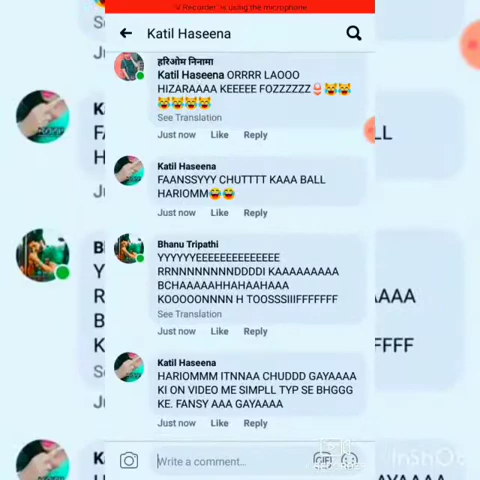 'V Recorder' is using the microphone
Katil Haseena
हरिओम निनामा
Katil Haseena ORRRR LAOOO
HIZARAAAA KEEEEE FOZZZZZZ
See Translation
Just now Like Reply
Katil Haseena
FAANSSYYY CHUTTTT KAAA BALL
HARIOMM😂😂
Just now Like Reply
Bhanu Tripathi
YYYYYYEEEEEEEEEEEEEE
RRNNNNNNNNDDDDI KAAAAAAAAA
BCHAAAAAHHAHAAHAAA
KOOOOONNNN H TOOSSSIIIFFFFFFF
See Translation
Just now Like Reply
Katil Haseena
HARIOMMM ITNNAA CHUDDD GAYAAAA
KI ON VIDEO ME SIMPLL TYP SE BHGGG
KE. FANSY AAA GAYAAAA
Just now Like Reply
Write a comment...
GIF
InShOt